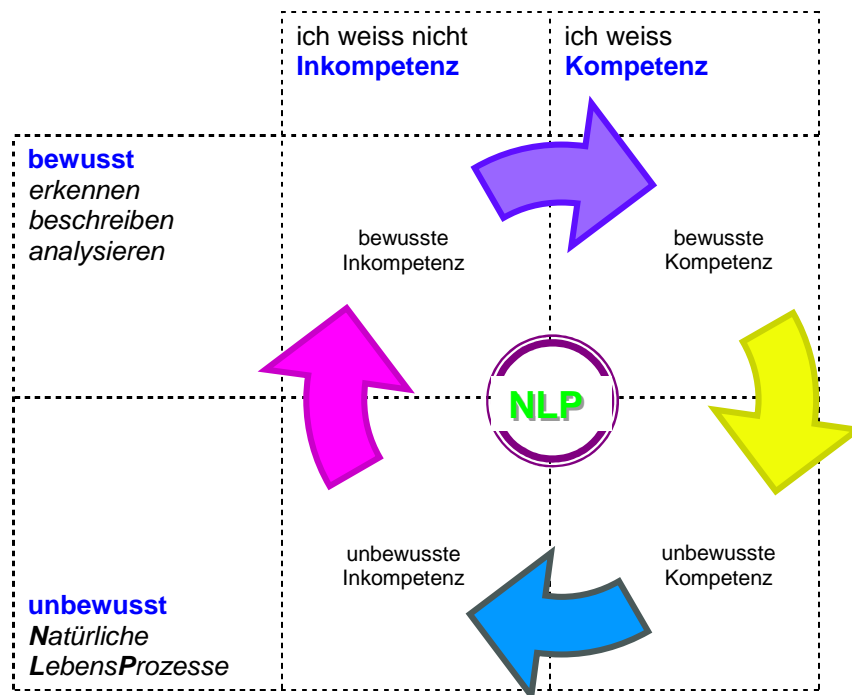 ich weiss nicht
Inkompetenz
ich weiss
Kompetenz
bewusst
erkennen
beschreiben
analysieren
bewusste
Inkompetenz
bewusste
Kompetenz
NLP
unbewusste
Inkompetenz
unbewusste
Kompetenz
unbewusst
Natürliche
LebensProzesse